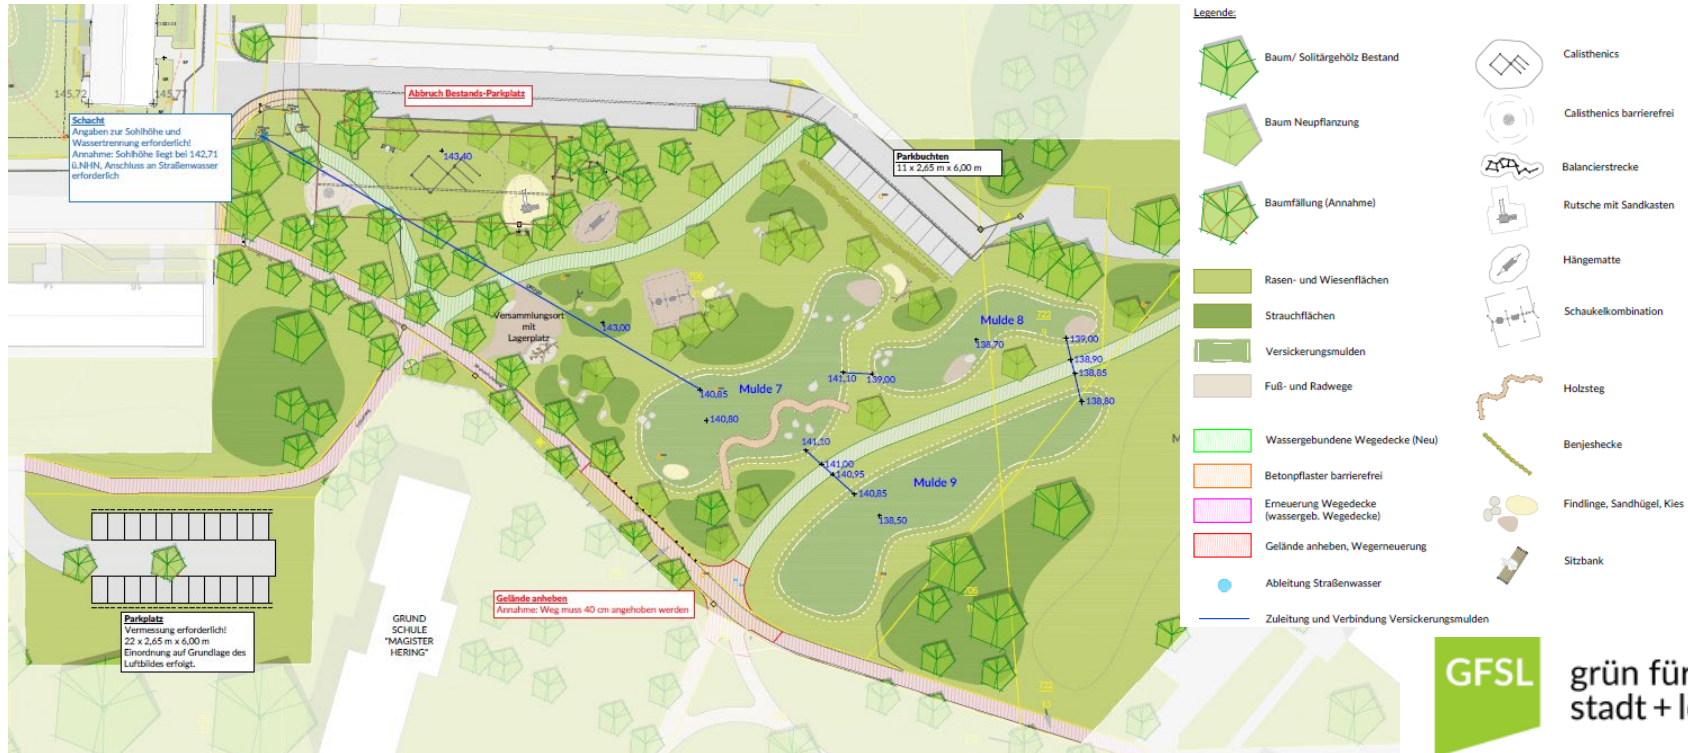 145,72
145,77
Schacht
Angaben zur Sohlhöhe und
Wassertrennung erforderlich!
Annahme: Sohlhöhe liegt bei 142,71
ü.NHN, Anschluss an Straßenwasser
erforderlich
Abbruch Bestands-Parkplatz
143,40
Parkbuchten
11 x 2,65 m x 6,00 m
Versammlungsort
mit
Lagerplatz
143,00
706
Mulde 7
140,85
140,80
141,10
139,00
Mulde 8
722
138,70
139,00
138,90
138,85
138,80
141,10
141,00
140,95
140,85
Mulde 9
138,50
Gelände anheben
Annahme: Weg muss 40 cm angehoben werden
Parkplatz
Vermessung erforderlich!
22 x 2,65 m x 6,00 m
Einordnung auf Grundlage des
Luftbildes erfolgt.
GRUND
SCHULE
"MAGISTER
HERING"
706
722
13
Legende:
Baum/ Solitärgehölz Bestand
Baum Neupflanzung
Baumfällung (Annahme)
Rasen- und Wiesenflächen
Strauchflächen
Versickerungsmulden
Fuß- und Radwege
Wassergebundene Wegedecke (Neu)
Betonpflaster barrierefrei
Erneuerung Wegedecke
(wassergeb. Wegedecke)
Gelände anheben, Wegerneuerung
Ableitung Straßenwasser
Zuleitung und Verbindung Versickerungsmulden
Calisthenics
Calisthenics barrierefrei
Balancierstrecke
Rutsche mit Sandkasten
Hängematte
Schaukelkombination
Holzsteg
Benjeshecke
Findlinge, Sandhügel, Kies
Sitzbank
GFSL
grün für
stadt + l